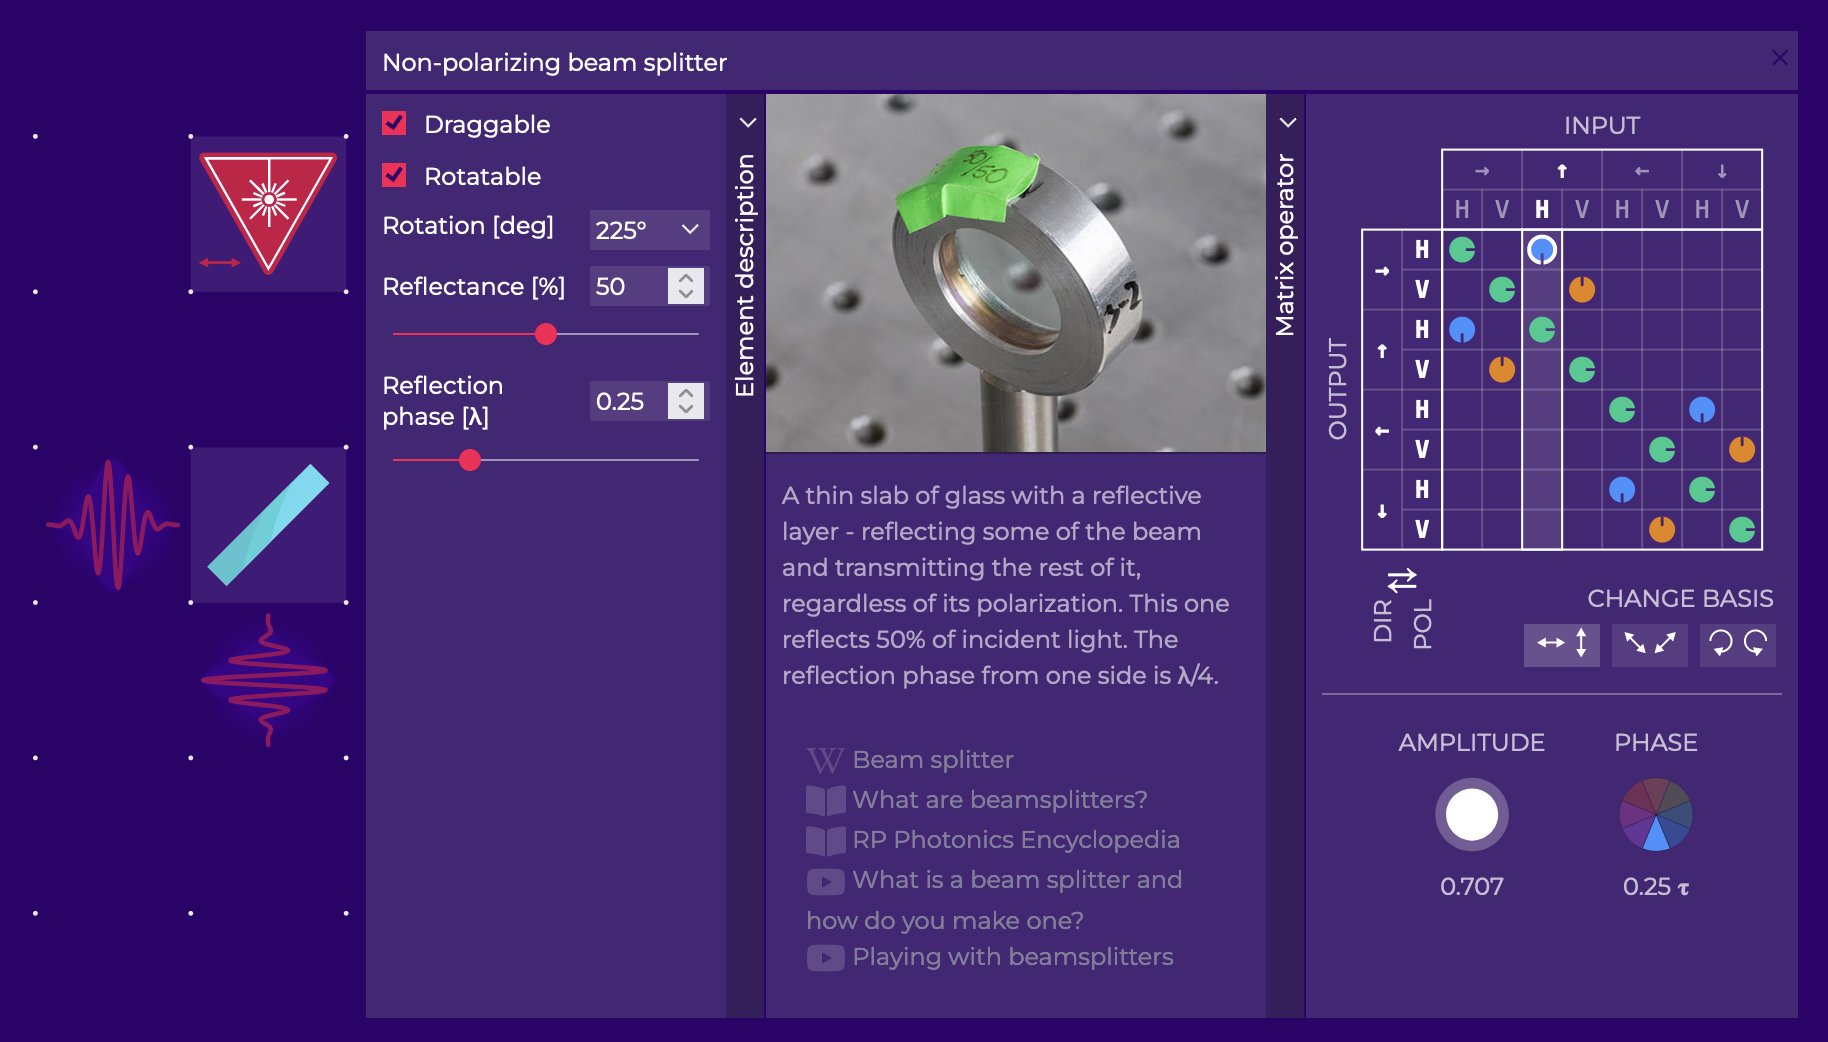 Non-polarizing beam splitter
Draggable
Rotatable
Rotation [deg]
225°
Reflectance [%]
50
Reflection
phase [λ]
0.25
Element description
50/50
A thin slab of glass with a reflective
layer - reflecting some of the beam
and transmitting the rest of it,
regardless of its polarization. This one
reflects 50% of incident light. The
reflection phase from one side is λ/4.
W Beam splitter
What are beamsplitters?
RP Photonics Encyclopedia
What is a beam splitter and
how do you make one?
Playing with beamsplitters
Matrix operator
INPUT
→ ↑ ← ↓
H V H V H V H V
OUTPUT
→ H
V
↑ H
V
← H
V
↓ H
V
DIR ⇄ POL
CHANGE BASIS
AMPLITUDE PHASE
0.707 0.25 τ